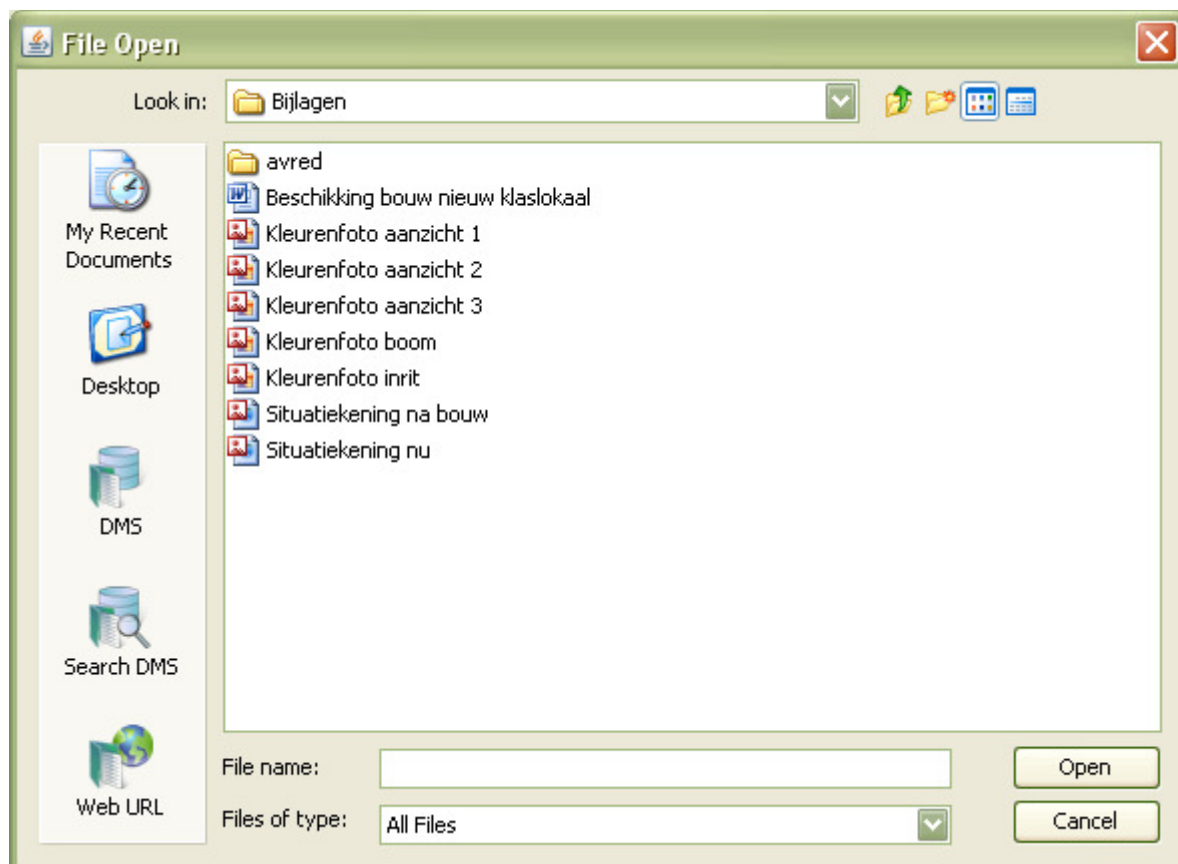 File Open
Look in:
Bijlagen
My Recent
Documents
Desktop
DMS
Search DMS
Web URL
avred
Beschikking bouw nieuw klaslokaal
Kleurenfoto aanzicht 1
Kleurenfoto aanzicht 2
Kleurenfoto aanzicht 3
Kleurenfoto boom
Kleurenfoto inrit
Situatiekening na bouw
Situatiekening nu
File name:
Open
Files of type:
All Files
Cancel